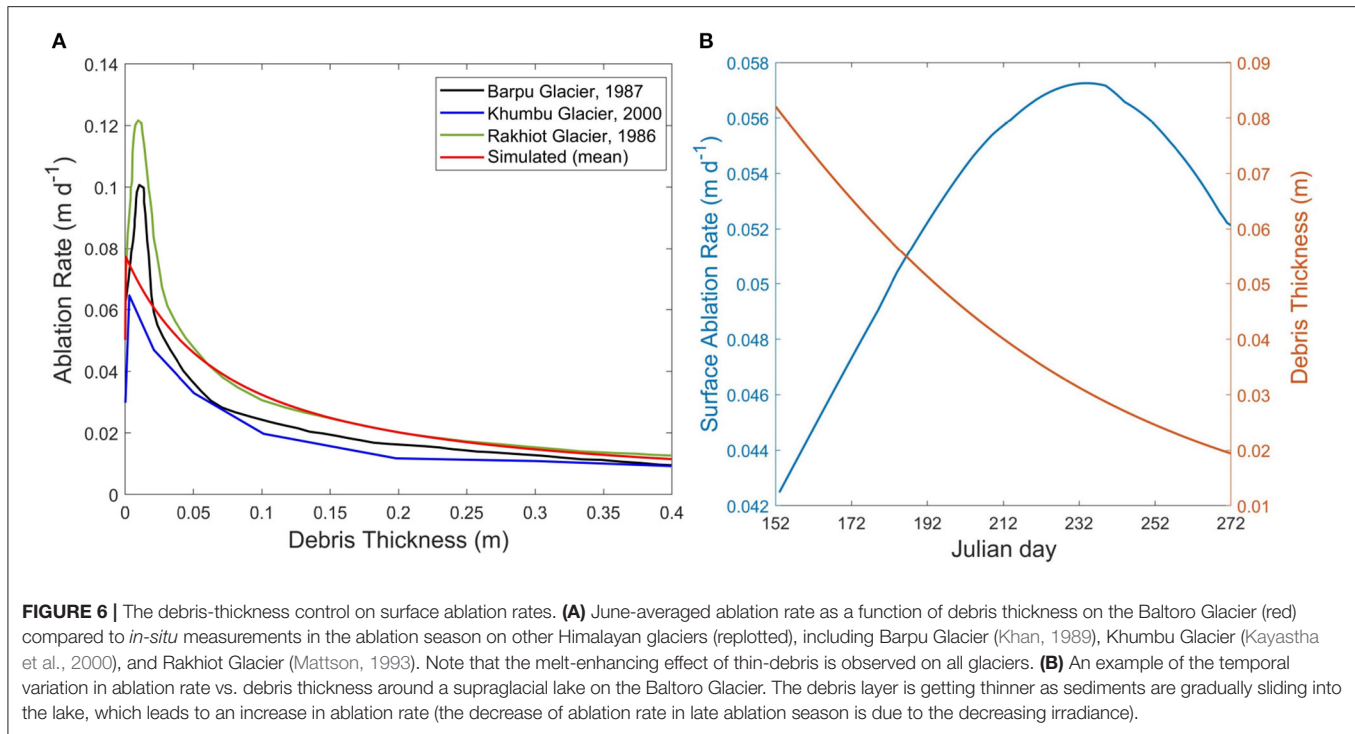 A
B
0.14
0.12
0.1
0.08
0.06
0.04
0.02
0
Ablation Rate (m d⁻¹)
0 0.05 0.1 0.15 0.2 0.25 0.3 0.35 0.4
Debris Thickness (m)
Barpu Glacier, 1987
Khumbu Glacier, 2000
Rakhiot Glacier, 1986
Simulated (mean)
0.058
0.056
0.054
0.052
0.05
0.048
0.046
0.044
0.042
Surface Ablation Rate (m d⁻¹)
152 172 192 212 232 252 272
Julian day
0.09
0.08
0.07
0.06
0.05
0.04
0.03
0.02
0.01
Debris Thickness (m)
FIGURE 6 | The debris-thickness control on surface ablation rates. (A) June-averaged ablation rate as a function of debris thickness on the Baltoro Glacier (red)
compared to in-situ measurements in the ablation season on other Himalayan glaciers (replotted), including Barpu Glacier (Khan, 1989), Khumbu Glacier (Kayastha
et al., 2000), and Rakhiot Glacier (Mattson, 1993). Note that the melt-enhancing effect of thin-debris is observed on all glaciers. (B) An example of the temporal
variation in ablation rate vs. debris thickness around a supraglacial lake on the Baltoro Glacier. The debris layer is getting thinner as sediments are gradually sliding into
the lake, which leads to an increase in ablation rate (the decrease of ablation rate in late ablation season is due to the decreasing irradiance).